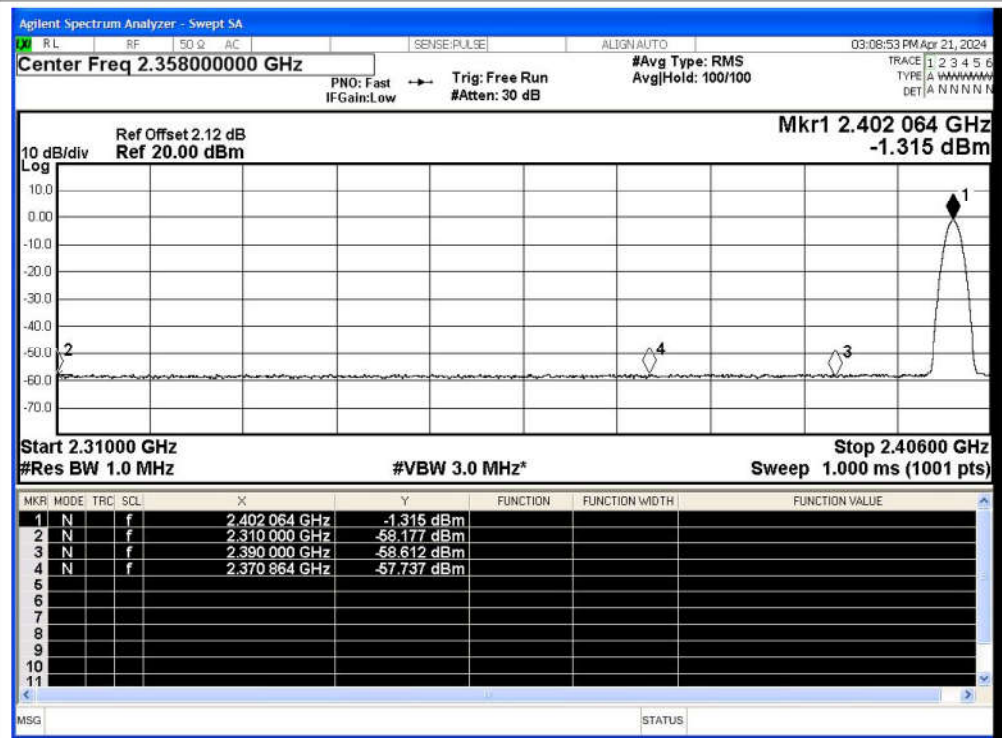 Agilent Spectrum Analyzer - Swept SA
LXI RL RF 50 Ω AC SENSE:PULSE ALIGN AUTO 03:08:53 PM Apr 21, 2024
Center Freq 2.358000000 GHz
PNO: Fast
IFGain:Low
Trig: Free Run
#Atten: 30 dB
#Avg Type: RMS
Avg|Hold: 100/100
TRACE 1 2 3 4 5 6
TYPE A WWWWW
DET A N N N N N
Ref Offset 2.12 dB
10 dB/div Ref 20.00 dBm
Log
Mkr1 2.402 064 GHz
-1.315 dBm
10.0
0.00
-10.0
-20.0
-30.0
-40.0
-50.0
-60.0
-70.0
1
2
4
3
Start 2.31000 GHz Stop 2.40600 GHz
#Res BW 1.0 MHz #VBW 3.0 MHz* Sweep 1.000 ms (1001 pts)
MKR MODE TRC SCL X Y FUNCTION FUNCTION WIDTH FUNCTION VALUE
1 N f 2.402 064 GHz -1.315 dBm
2 N f 2.310 000 GHz -58.177 dBm
3 N f 2.390 000 GHz -58.612 dBm
4 N f 2.370 864 GHz -57.737 dBm
5
6
7
8
9
10
11
MSG STATUS